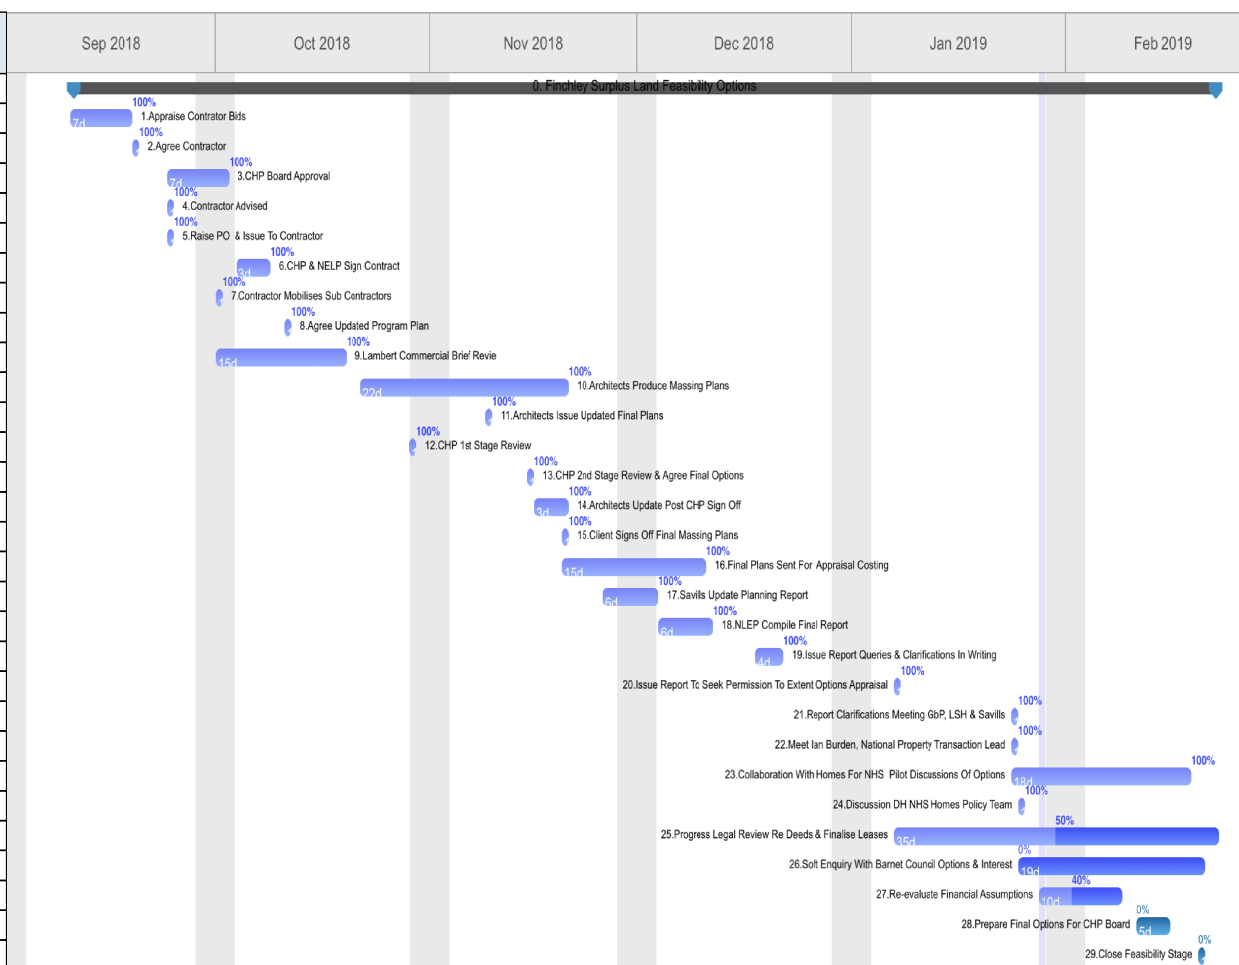 Sep 2018 Oct 2018 Nov 2018 Dec 2018 Jan 2019 Feb 2019
0. Finchley Surplus Land Feasibility Options
100%
7d 1.Appraise Contrator Bids
100%
2.Agree Contractor
100%
7d 3.CHP Board Approval
100%
4.Contractor Advised
100%
5.Raise PO & Issue To Contractor
100%
3d 6.CHP & NELP Sign Contract
100%
7.Contractor Mobilises Sub Contractors
100%
8.Agree Updated Program Plan
100%
15d 9.Lambert Commercial Brief Revie
100%
22d 10.Architects Produce Massing Plans
100%
11.Architects Issue Updated Final Plans
100%
12.CHP 1st Stage Review
100%
13.CHP 2nd Stage Review & Agree Final Options
100%
3d 14.Architects Update Post CHP Sign Off
100%
15.Client Signs Off Final Massing Plans
100%
15d 16.Final Plans Sent For Appraisal Costing
100%
6d 17.Savills Update Planning Report
100%
6d 18.NLEP Compile Final Report
100%
4d 19.Issue Report Queries & Clarifications In Writing
100%
20.Issue Report To Seek Permission To Extent Options Appraisal
100%
21.Report Clarifications Meeting GbP, LSH & Savills
100%
22.Meet Ian Burden, National Property Transaction Lead
100%
23.Collaboration With Homes For NHS Pilot Discussions Of Options 18d
100%
24.Discussion DH NHS Homes Policy Team
50%
25.Progress Legal Review Re Deeds & Finalise Leases 35d
0%
26.Soft Enquiry With Barnet Council Options & Interest 19d
40%
27.Re-evaluate Financial Assumptions 10d
0%
28.Prepare Final Options For CHP Board 5d
0%
29.Close Feasibility Stage